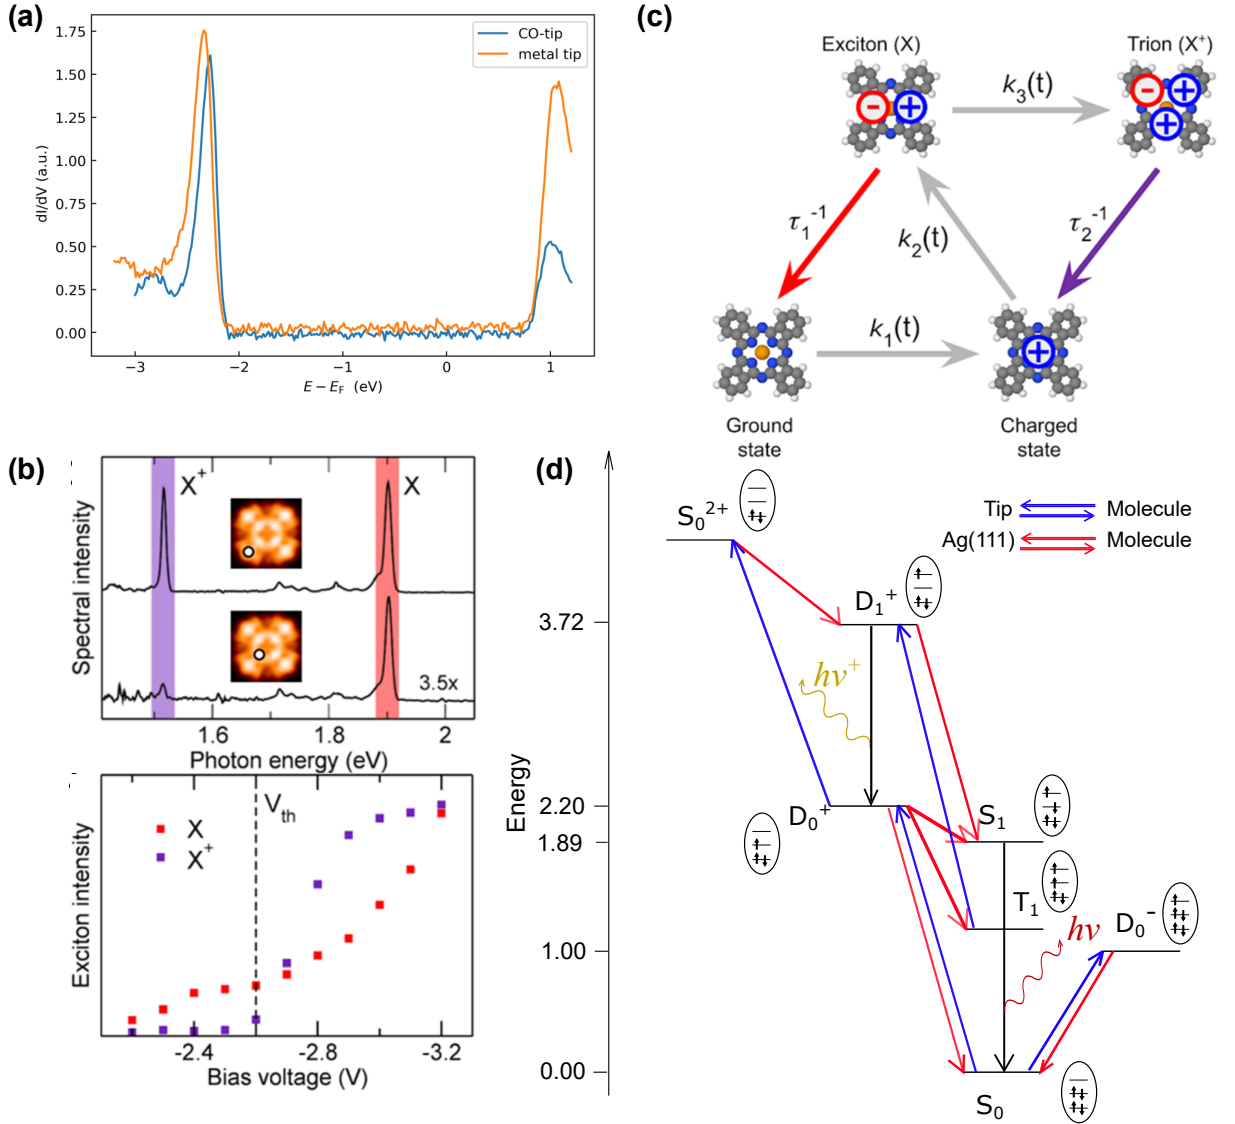 (a)
1.75
1.50
1.25
1.00
0.75
0.50
0.25
0.00
dI/dV (a.u.)
CO-tip
metal tip
−3
−2
−1
0
1
E − E_F (eV)
(c)
Exciton (X)
Trion (X⁺)
k₃(t)
τ₁⁻¹
k₂(t)
τ₂⁻¹
k₁(t)
Ground
state
Charged
state
(b)
X⁺
X
3.5x
Spectral intensity
1.6
1.8
2
Photon energy (eV)
V_th
X
X⁺
Exciton intensity
-2.4
-2.8
-3.2
Bias voltage (V)
(d)
Tip
Molecule
Ag(111)
Molecule
S₀²⁺
D₁⁺
3.72
hν⁺
Energy
2.20
D₀⁺
S₁
1.89
T₁
hν
D₀⁻
1.00
0.00
S₀